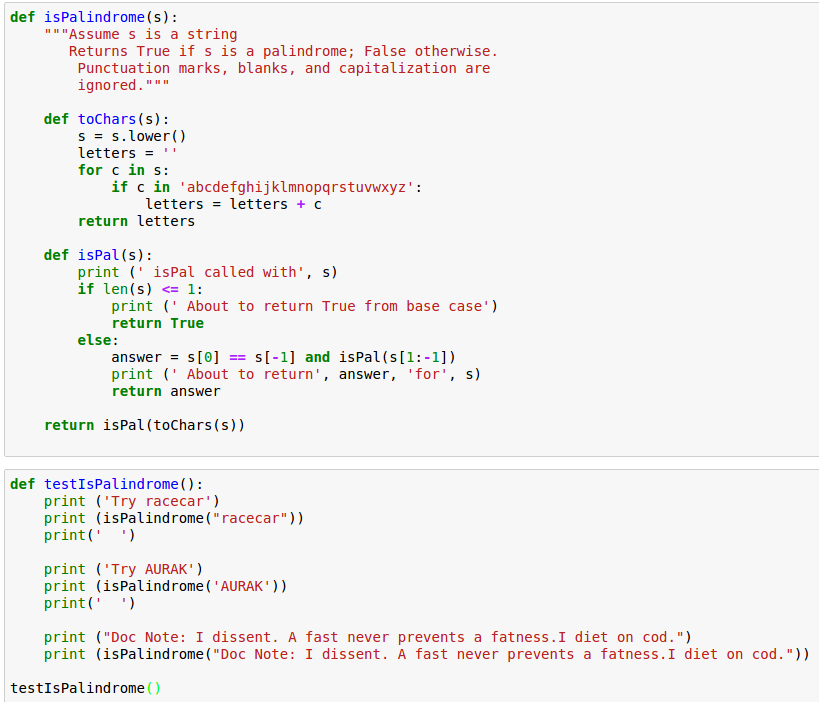 def isPalindrome(s):
    """Assume s is a string
       Returns True if s is a palindrome; False otherwise.
        Punctuation marks, blanks, and capitalization are
        ignored."""

    def toChars(s):
        s = s.lower()
        letters = ''
        for c in s:
            if c in 'abcdefghijklmnopqrstuvwxyz':
                letters = letters + c
        return letters

    def isPal(s):
        print (' isPal called with', s)
        if len(s) <= 1:
            print (' About to return True from base case')
            return True
        else:
            answer = s[0] == s[-1] and isPal(s[1:-1])
            print (' About to return', answer, 'for', s)
            return answer

    return isPal(toChars(s))

def testIsPalindrome():
    print ('Try racecar')
    print (isPalindrome("racecar"))
    print('  ')

    print ('Try AURAK')
    print (isPalindrome('AURAK'))
    print('  ')

    print ("Doc Note: I dissent. A fast never prevents a fatness.I diet on cod.")
    print (isPalindrome("Doc Note: I dissent. A fast never prevents a fatness.I diet on cod."))

testIsPalindrome()